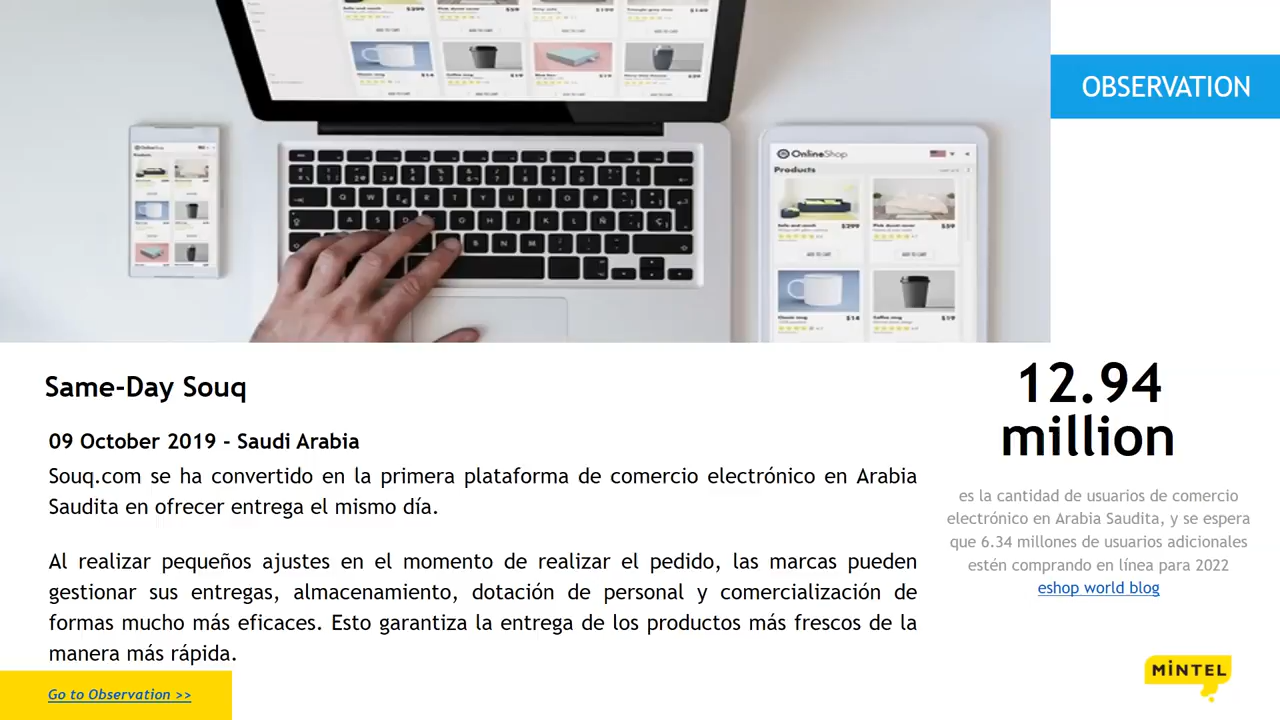 OBSERVATION
OnlineShop
Products
OnlineShop
Products
Same-Day Souq
09 October 2019 - Saudi Arabia
Souq.com se ha convertido en la primera plataforma de comercio electrónico en Arabia
Saudita en ofrecer entrega el mismo día.
Al realizar pequeños ajustes en el momento de realizar el pedido, las marcas pueden
gestionar sus entregas, almacenamiento, dotación de personal y comercialización de
formas mucho más eficaces. Esto garantiza la entrega de los productos más frescos de la
manera más rápida.
Go to Observation >>
12.94
million
es la cantidad de usuarios de comercio
electrónico en Arabia Saudita, y se espera
que 6.34 millones de usuarios adicionales
estén comprando en línea para 2022
eshop world blog
MiNTEL